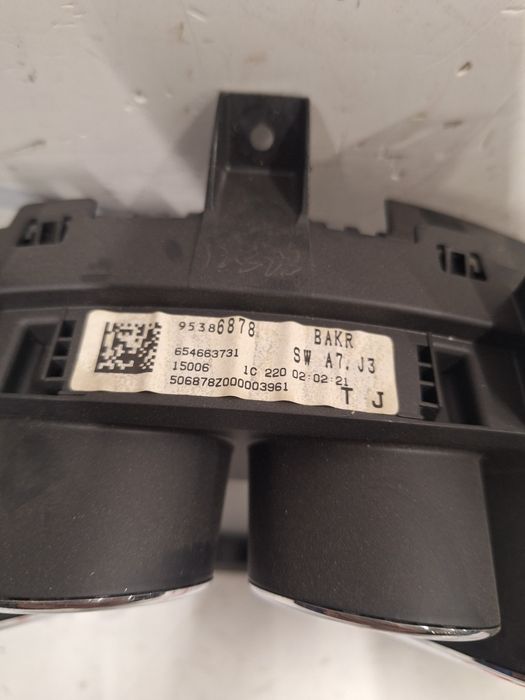 95386878 BAKR
654663731 SW A7.J3
15006 1C 220 02:02:21
506878Z000003961 T J